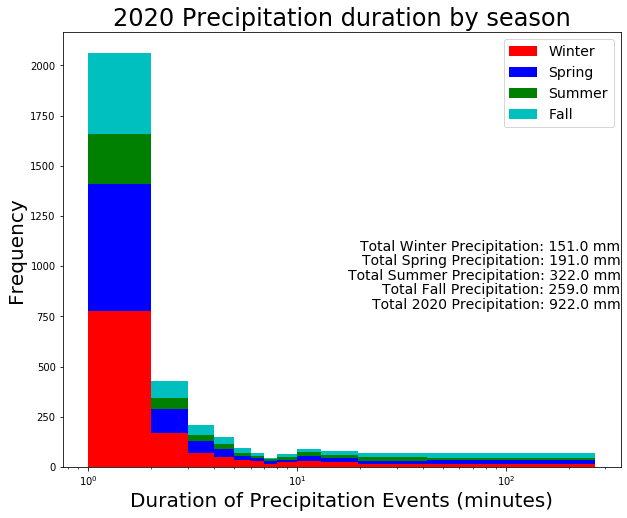 2020 Precipitation duration by season
Winter
Spring
Summer
Fall
2000
1750
1500
1250
1000
750
500
250
0
Frequency
Total Winter Precipitation: 151.0 mm
Total Spring Precipitation: 191.0 mm
Total Summer Precipitation: 322.0 mm
Total Fall Precipitation: 259.0 mm
Total 2020 Precipitation: 922.0 mm
10⁰ 10¹ 10²
Duration of Precipitation Events (minutes)